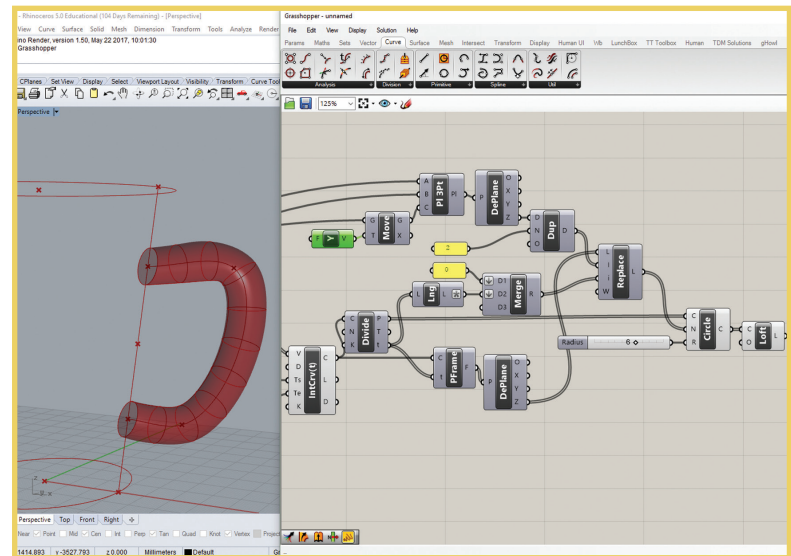 - Rhinoceros 5.0 Educational (104 Days Remaining) - [Perspective]
View Curve Surface Solid Mesh Dimension Transform Tools Analyze Render
ino Render, version 1.50, May 22 2017, 10:01:30
Grasshopper
CPlanes Set View Display Select Viewport Layout Visibility Transform Curve Tool
Perspective
z
y x
Perspective Top Front Right
Near Point Mid Cen Int Perp Tan Quad Knot Vertex Project
1414.893 y -3527.793 z 0.000 Millimeters Default Gr
Grasshopper - unnamed
File Edit View Display Solution Help
Params Maths Sets Vector Curve Surface Mesh Intersect Transform Display Human UI Wb LunchBox TT Toolbox Human TDM Solutions gHowl
Analysis + Division + Primitive + Spline + Util +
125%
A B C Pl 3Pt Pl
P DePlane O X Y Z
G T Move G X
F Y V
2
D N O Dup D
0
L Lng L
D1 D2 D3 Merge R
L I i W Replace L
C N K Divide P T t
Radius 6
C N R Circle C
C O Loft L
V D Ts Te K IntCrv(t) C L D
C t PFrame F
P DePlane O X Y Z